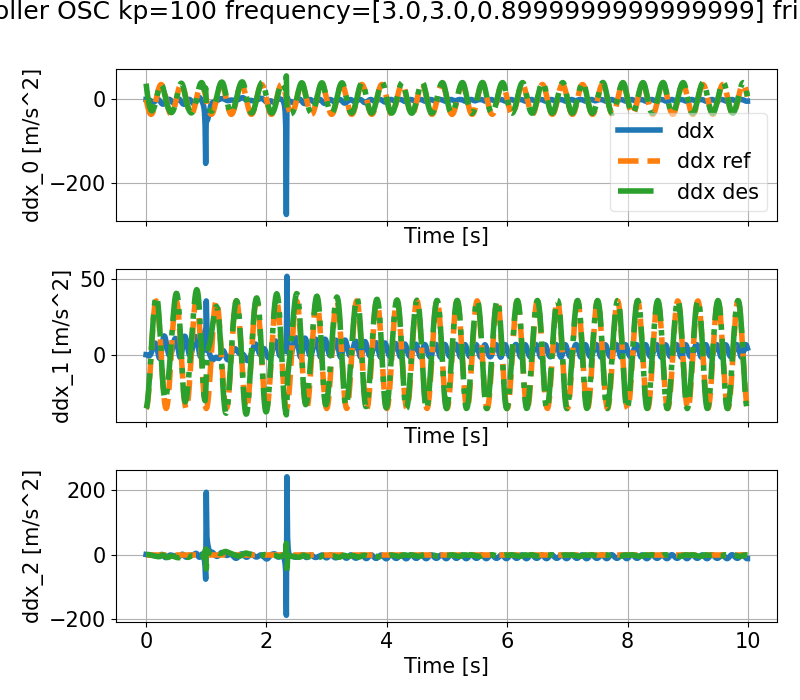 oller OSC kp=100 frequency=[3.0,3.0,0.8999999999999999] fri
ddx_0 [m/s^2]
0
−200
ddx
ddx ref
ddx des
Time [s]
ddx_1 [m/s^2]
50
0
Time [s]
ddx_2 [m/s^2]
200
0
−200
0 2 4 6 8 10
Time [s]